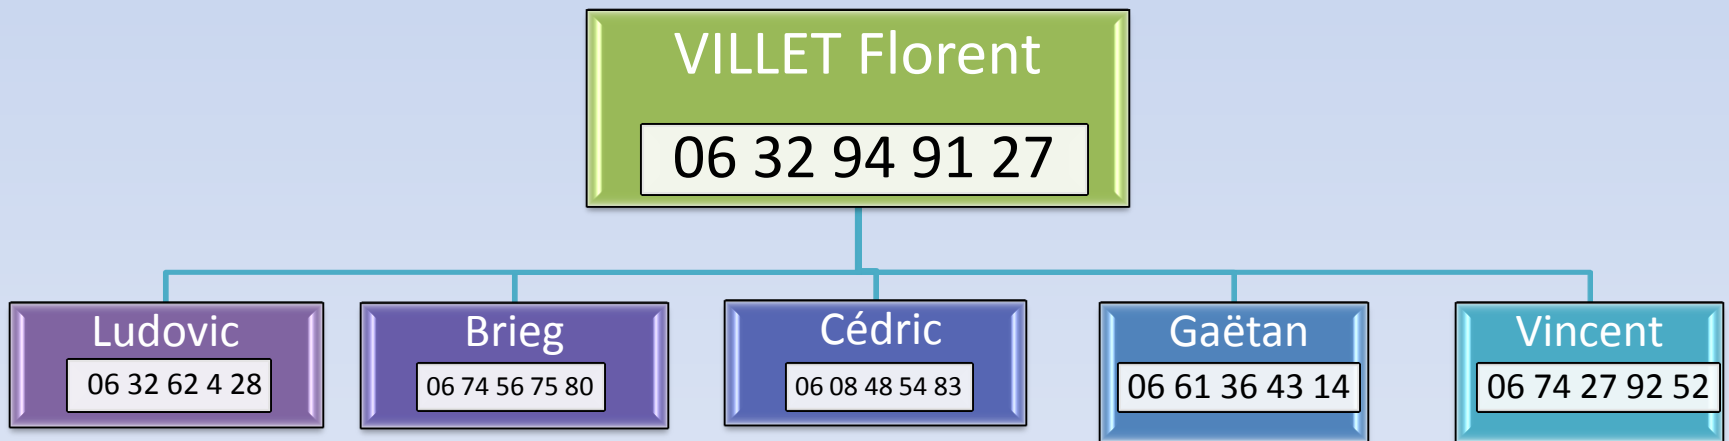 VILLET Florent
06 32 94 91 27
Ludovic
06 32 62 4 28
Brieg
06 74 56 75 80
Cédric
06 08 48 54 83
Gaëtan
06 61 36 43 14
Vincent
06 74 27 92 52